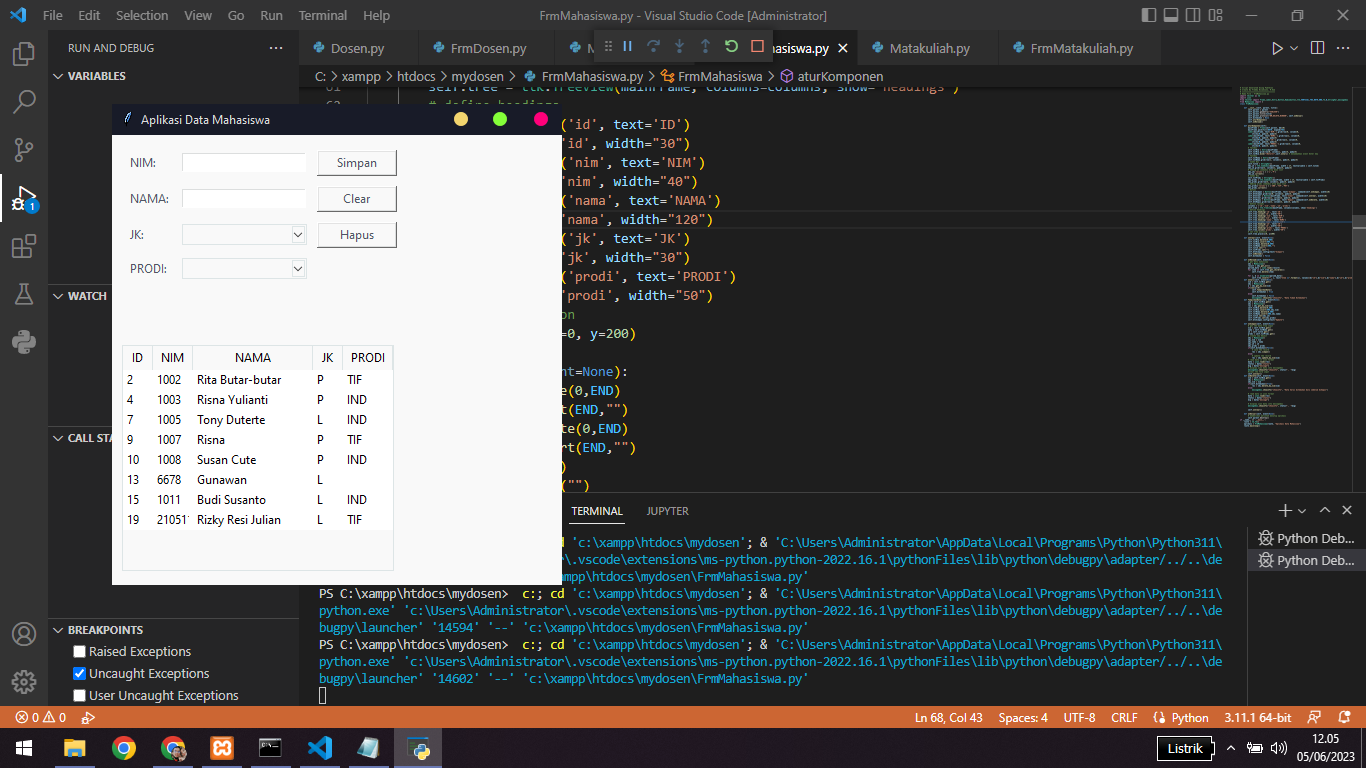 File Edit Selection View Go Run Terminal Help
FrmMahasiswa.py - Visual Studio Code [Administrator]
RUN AND DEBUG
Dosen.py FrmDosen.py M asiswa.py Matakuliah.py FrmMatakuliah.py
C: > xampp > htdocs > mydosen > FrmMahasiswa.py > FrmMahasiswa > aturKomponen
VARIABLES
WATCH
CALL STA
BREAKPOINTS
Raised Exceptions
Uncaught Exceptions
User Uncaught Exceptions
1
61 self.tree = ttk.Treeview(mainFrame, columns=columns, show='headings')
62 # define headings
('id', text='ID')
'id', width="30")
('nim', text='NIM')
'nim', width="40")
('nama', text='NAMA')
'nama', width="120")
('jk', text='JK')
'jk', width="30")
('prodi', text='PRODI')
'prodi', width="50")
on
=0, y=200)
nt=None):
e(0,END)
t(END,"")
te(0,END)
rt(END,"")
)
("")
Aplikasi Data Mahasiswa
NIM: Simpan
NAMA: Clear
JK: Hapus
PRODI:
ID NIM NAMA JK PRODI
2 1002 Rita Butar-butar P TIF
4 1003 Risna Yulianti P IND
7 1005 Tony Duterte L IND
9 1007 Risna P TIF
10 1008 Susan Cute P IND
13 6678 Gunawan L
15 1011 Budi Susanto L IND
19 21051 Rizky Resi Julian L TIF
TERMINAL JUPYTER
d 'c:\xampp\htdocs\mydosen'; & 'C:\Users\Administrator\AppData\Local\Programs\Python\Python311\
\.vscode\extensions\ms-python.python-2022.16.1\pythonFiles\lib\python\debugpy\adapter/../..\de
xampp\htdocs\mydosen\FrmMahasiswa.py'
PS C:\xampp\htdocs\mydosen> c:; cd 'c:\xampp\htdocs\mydosen'; & 'C:\Users\Administrator\AppData\Local\Programs\Python\Python311\
python.exe' 'c:\Users\Administrator\.vscode\extensions\ms-python.python-2022.16.1\pythonFiles\lib\python\debugpy\adapter/../..\de
bugpy\launcher' '14594' '--' 'c:\xampp\htdocs\mydosen\FrmMahasiswa.py'
PS C:\xampp\htdocs\mydosen> c:; cd 'c:\xampp\htdocs\mydosen'; & 'C:\Users\Administrator\AppData\Local\Programs\Python\Python311\
python.exe' 'c:\Users\Administrator\.vscode\extensions\ms-python.python-2022.16.1\pythonFiles\lib\python\debugpy\adapter/../..\de
bugpy\launcher' '14602' '--' 'c:\xampp\htdocs\mydosen\FrmMahasiswa.py'
Python Deb...
Python Deb...
0 0 Ln 68, Col 43 Spaces: 4 UTF-8 CRLF Python 3.11.1 64-bit
Listrik
12.05
05/06/2023